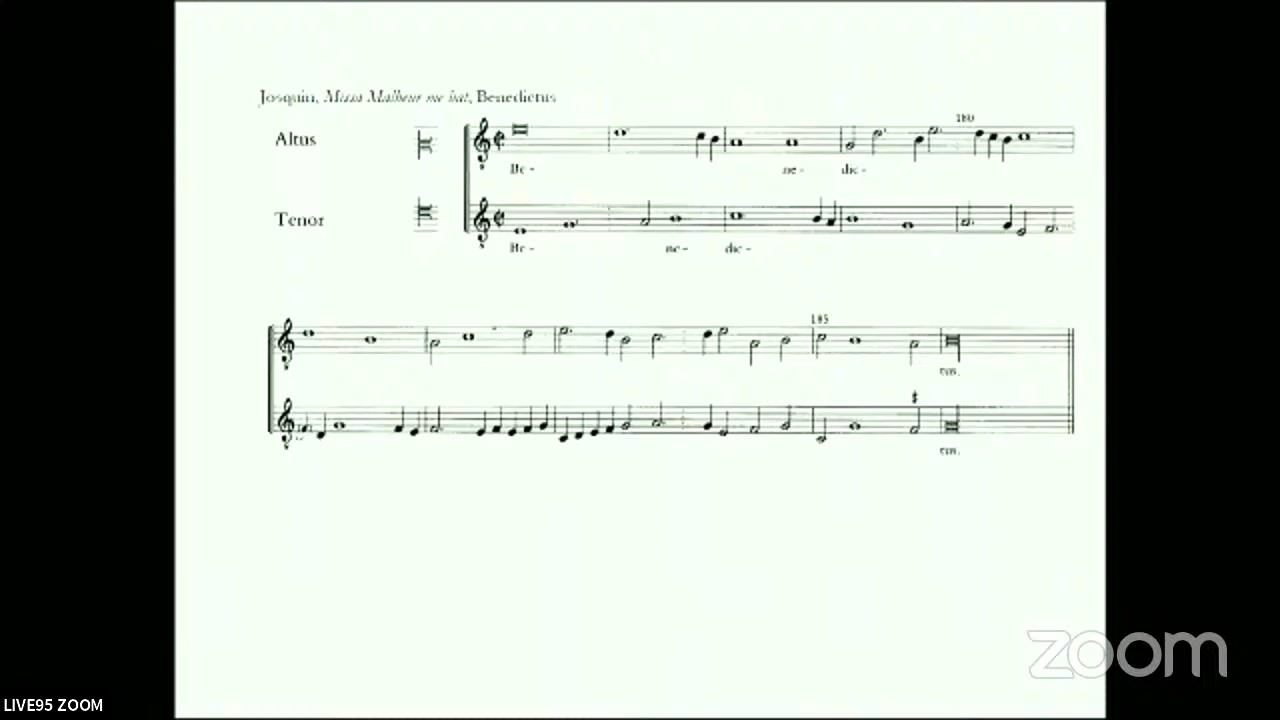 Josquin, Missa Malheur me bat, Benedictus
180
Altus
Be - ne - dic -
Tenor
Be - ne - dic -
185
tus.
tus.
zoom
LIVE95 ZOOM